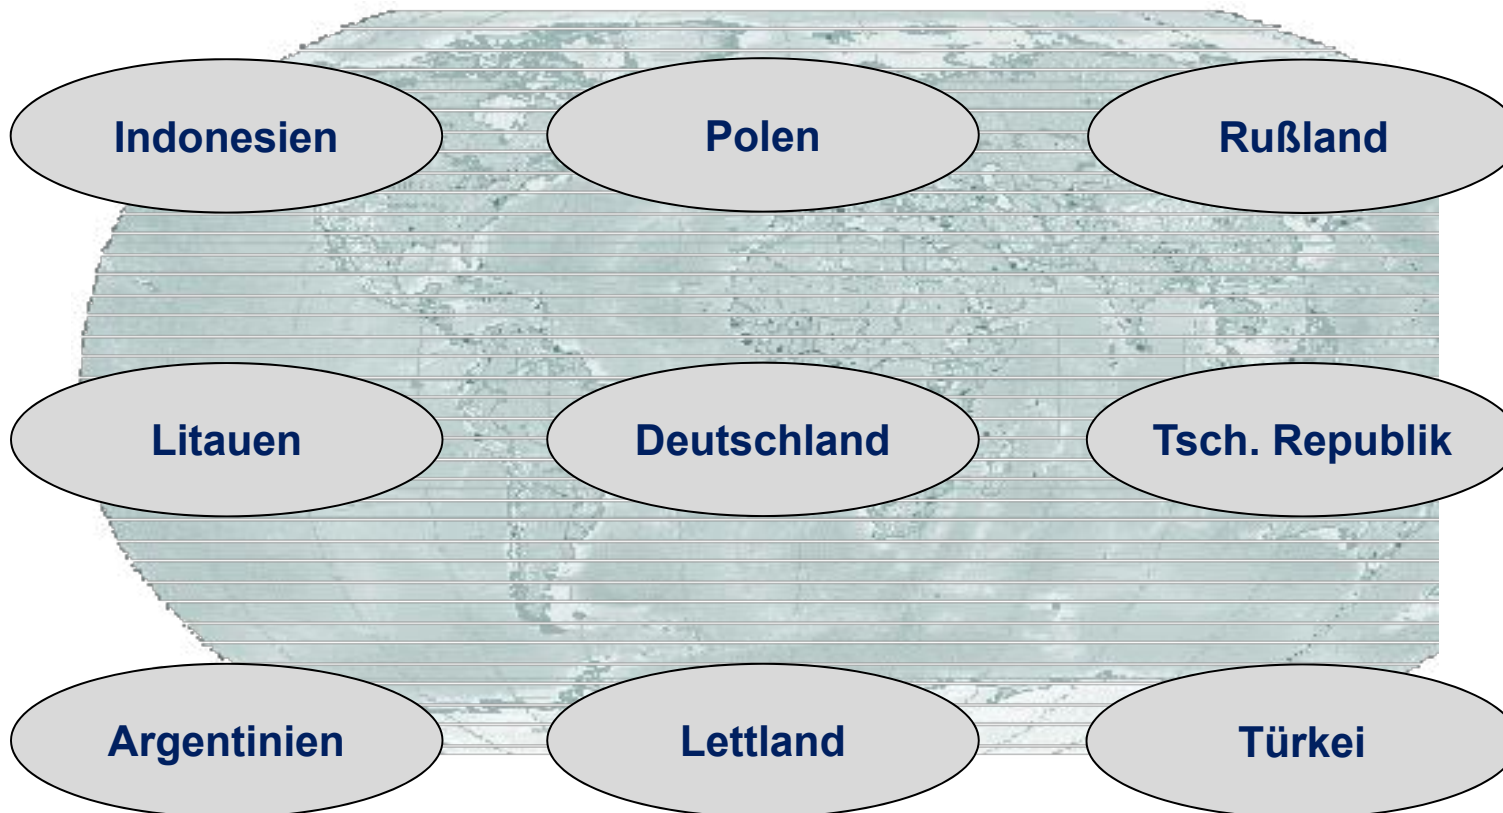 Indonesien
Polen
Rußland
Litauen
Deutschland
Tsch. Republik
Argentinien
Lettland
Türkei